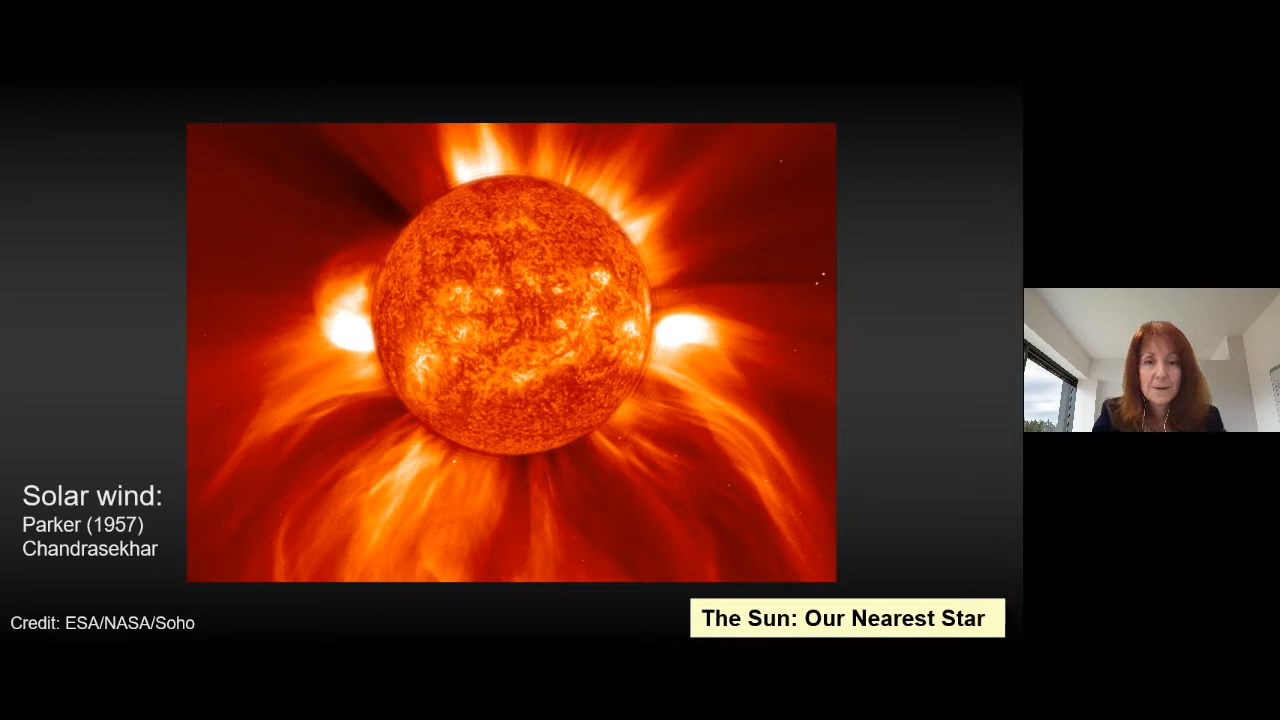 Solar wind:
Parker (1957)
Chandrasekhar
Credit: ESA/NASA/Soho
The Sun: Our Nearest Star